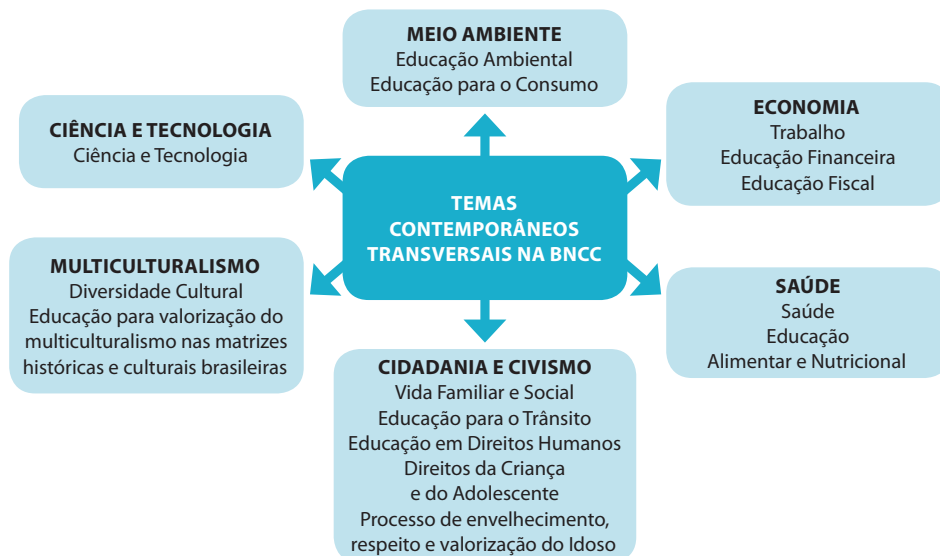 MEIO AMBIENTE
Educação Ambiental
Educação para o Consumo
CIÊNCIA E TECNOLOGIA
Ciência e Tecnologia
ECONOMIA
Trabalho
Educação Financeira
Educação Fiscal
TEMAS
CONTEMPORÂNEOS
TRANSVERSAIS NA BNCC
MULTICULTURALISMO
Diversidade Cultural
Educação para valorização do
multiculturalismo nas matrizes
históricas e culturais brasileiras
SAÚDE
Saúde
Educação
Alimentar e Nutricional
CIDADANIA E CIVISMO
Vida Familiar e Social
Educação para o Trânsito
Educação em Direitos Humanos
Direitos da Criança
e do Adolescente
Processo de envelhecimento,
respeito e valorização do Idoso